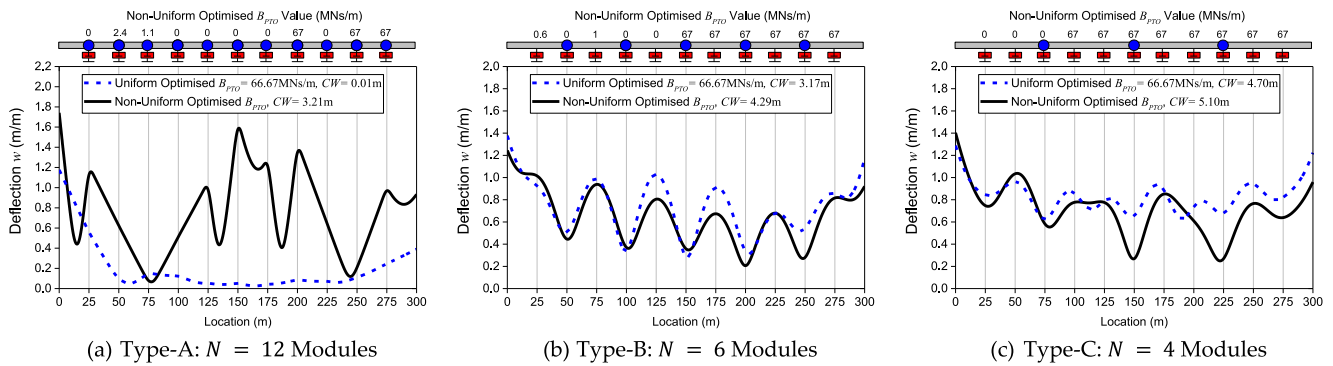 Non-Uniform Optimised B_PTO Value (MNs/m)
0 2.4 1.1 0 0 0 0 67 0 67 67
2,2
2,0
1,8
1,6
1,4
1.2
1,0
0,8
0,6
0.4
0,2
0,0
Deflection w (m/m)
Uniform Optimised B_PTO = 66.67MNs/m, CW= 0.01m
Non-Uniform Optimised B_PTO, CW= 3.21m
0 25 50 75 100 125 150 175 200 225 250 275 300
Location (m)
(a) Type-A: N = 12 Modules
Non-Uniform Optimised B_PTO Value (MNs/m)
0.6 0 1 0 0 67 67 67 67 67 67
2,2
2,0
1,8
1,6
1,4
1.2
1,0
0,8
0,6
0.4
0,2
0,0
Deflection w (m/m)
Uniform Optimised B_PTO = 66.67MNs/m, CW= 3.17m
Non-Uniform Optimised B_PTO, CW= 4.29m
0 25 50 75 100 125 150 175 200 225 250 275 300
Location (m)
(b) Type-B: N = 6 Modules
Non-Uniform Optimised B_PTO Value (MNs/m)
0 0 0 67 67 67 67 67 67 67 67
2,2
2,0
1,8
1,6
1,4
1.2
1,0
0,8
0,6
0.4
0,2
0,0
Deflection w (m/m)
Uniform Optimised B_PTO = 66.67MNs/m, CW= 4.70m
Non-Uniform Optimised B_PTO, CW= 5.10m
0 25 50 75 100 125 150 175 200 225 250 275 300
Location (m)
(c) Type-C: N = 4 Modules